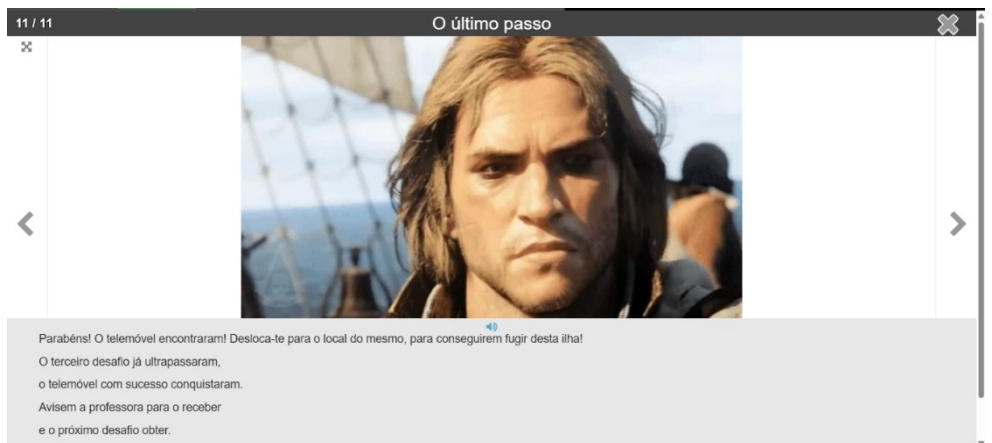 11 / 11
O último passo
Parabéns! O telemóvel encontraram! Desloca-te para o local do mesmo, para conseguirem fugir desta ilha!
O terceiro desafio já ultrapassaram,
o telemóvel com sucesso conquistaram.
Avisem a professora para o receber
e o próximo desafio obter.